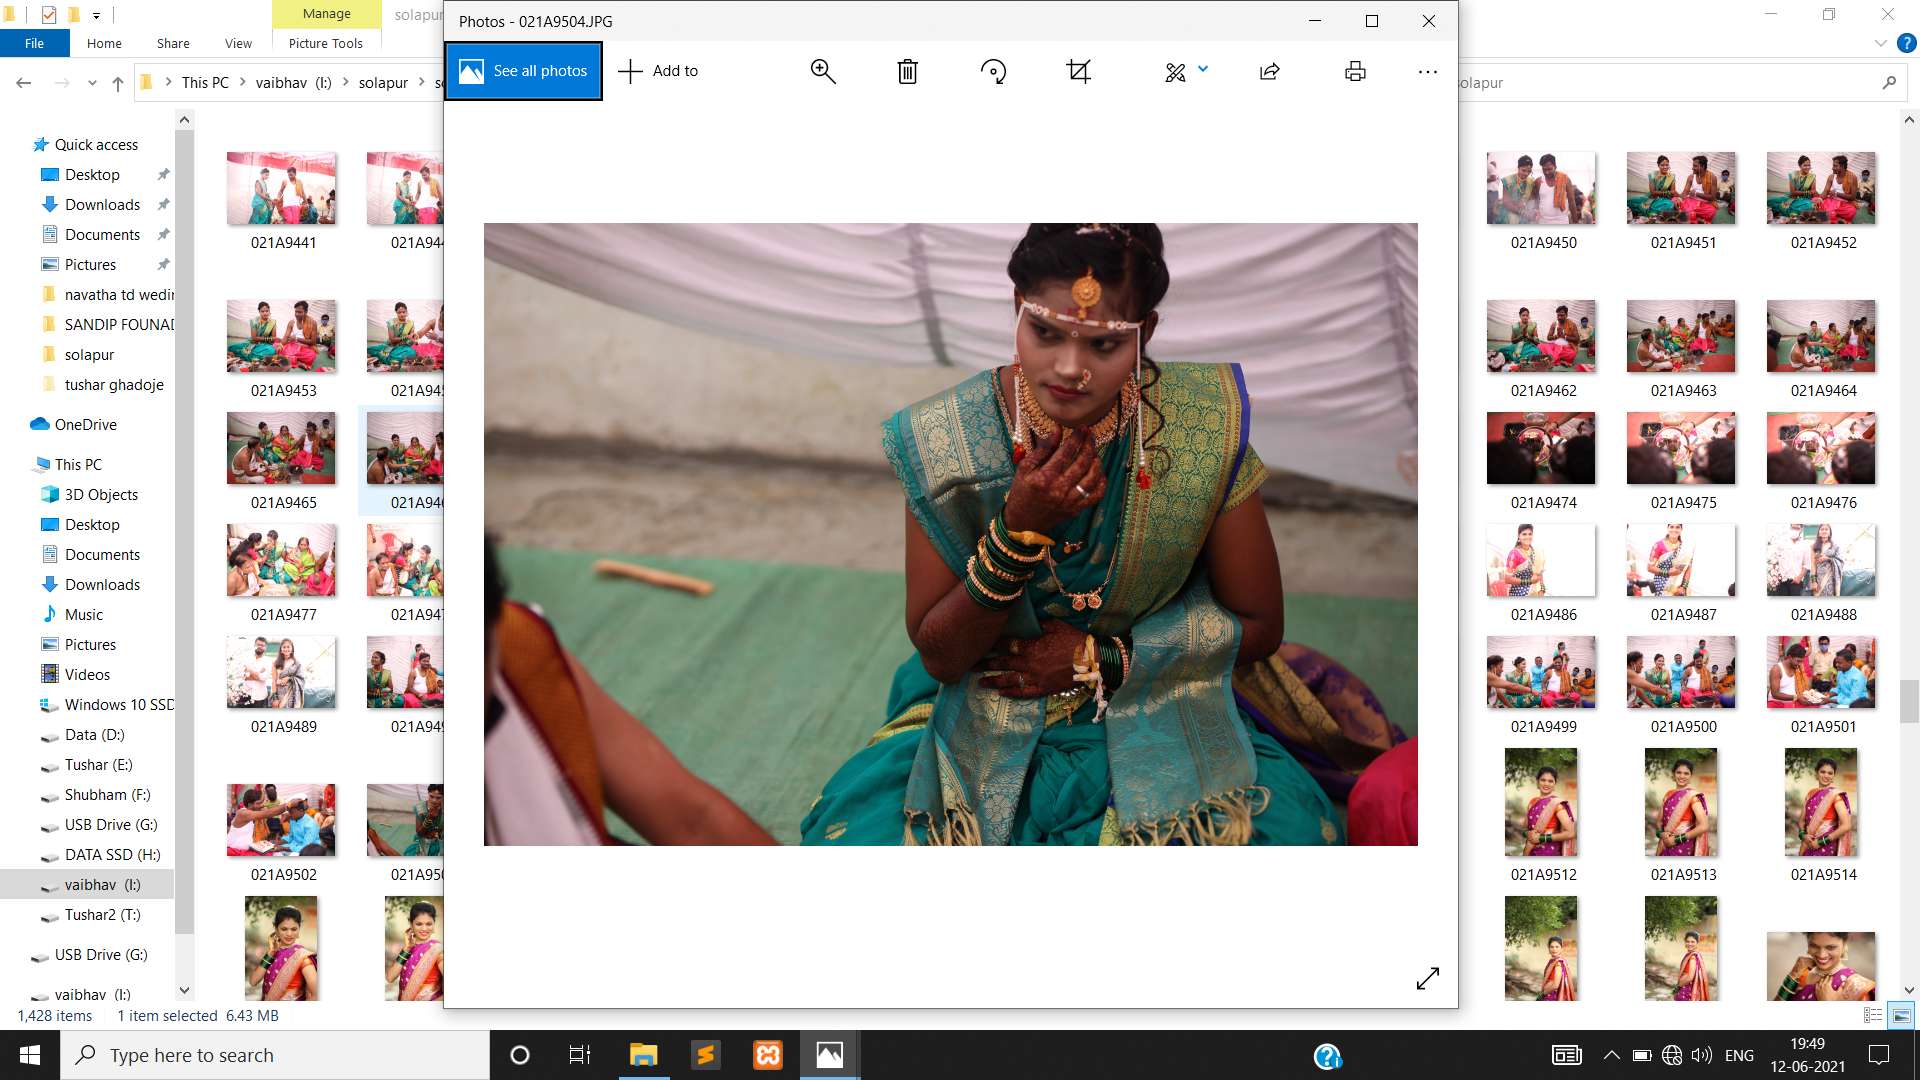 Manage
solapur
Photos - 021A9504.JPG
File
Home
Share
View
Picture Tools
See all photos
Add to
This PC
vaibhav (I:)
solapur
solapur
Quick access
Desktop
Downloads
Documents
Pictures
navatha td wedin
SANDIP FOUNAD
solapur
tushar ghadoje
OneDrive
This PC
3D Objects
Desktop
Documents
Downloads
Music
Pictures
Videos
Windows 10 SSD
Data (D:)
Tushar (E:)
Shubham (F:)
USB Drive (G:)
DATA SSD (H:)
vaibhav (I:)
Tushar2 (T:)
USB Drive (G:)
vaibhav (I:)
021A9441
021A944
021A9450
021A9451
021A9452
021A9453
021A945
021A9462
021A9463
021A9464
021A9465
021A946
021A9474
021A9475
021A9476
021A9477
021A947
021A9486
021A9487
021A9488
021A9489
021A949
021A9499
021A9500
021A9501
021A9502
021A950
021A9512
021A9513
021A9514
1,428 items
1 item selected 6.43 MB
Type here to search
ENG
19:49
12-06-2021